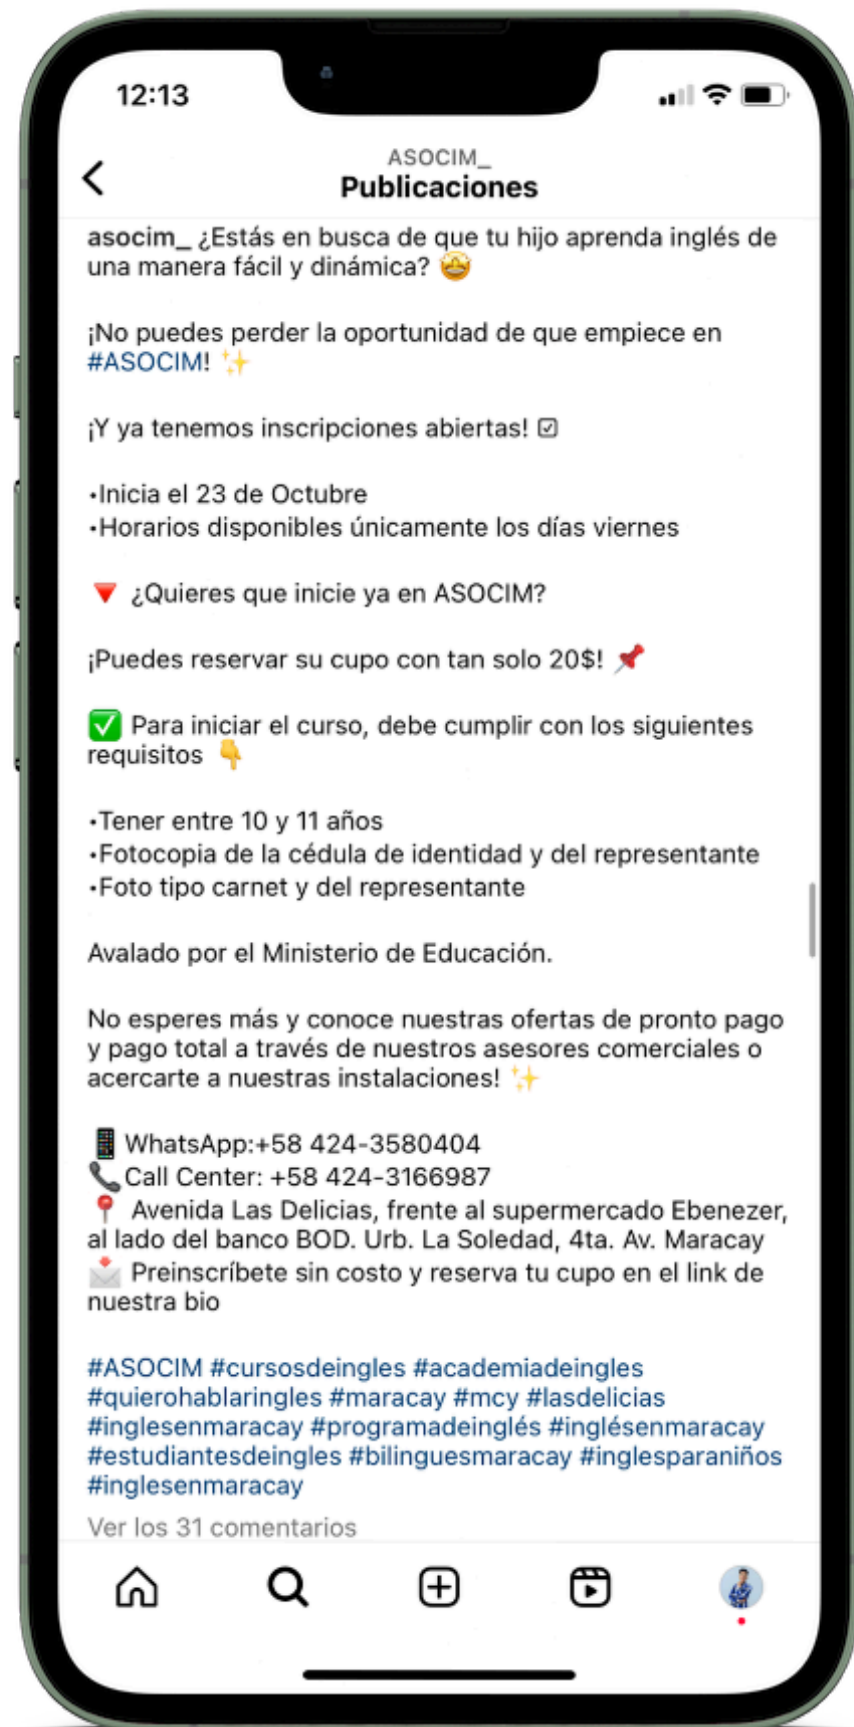 12:13
ASOCIM_
Publicaciones
asocim_ ¿Estás en busca de que tu hijo aprenda inglés de
una manera fácil y dinámica? 🤩
¡No puedes perder la oportunidad de que empiece en
#ASOCIM! ✨
¡Y ya tenemos inscripciones abiertas! ☑
•Inicia el 23 de Octubre
•Horarios disponibles únicamente los días viernes
🔻 ¿Quieres que inicie ya en ASOCIM?
¡Puedes reservar su cupo con tan solo 20$! 📌
✅ Para iniciar el curso, debe cumplir con los siguientes
requisitos 👇
•Tener entre 10 y 11 años
•Fotocopia de la cédula de identidad y del representante
•Foto tipo carnet y del representante
Avalado por el Ministerio de Educación.
No esperes más y conoce nuestras ofertas de pronto pago
y pago total a través de nuestros asesores comerciales o
acercarte a nuestras instalaciones! ✨
📱WhatsApp:+58 424-3580404
📞Call Center: +58 424-3166987
📍 Avenida Las Delicias, frente al supermercado Ebenezer,
al lado del banco BOD. Urb. La Soledad, 4ta. Av. Maracay
📩 Preinscríbete sin costo y reserva tu cupo en el link de
nuestra bio
#ASOCIM #cursosdeingles #academiadeingles
#quierohablaringles #maracay #mcy #lasdelicias
#inglesenmaracay #programadeinglés #inglésenmaracay
#estudiantesdeingles #bilinguesmaracay #inglesparaniños
#inglesenmaracay
Ver los 31 comentarios